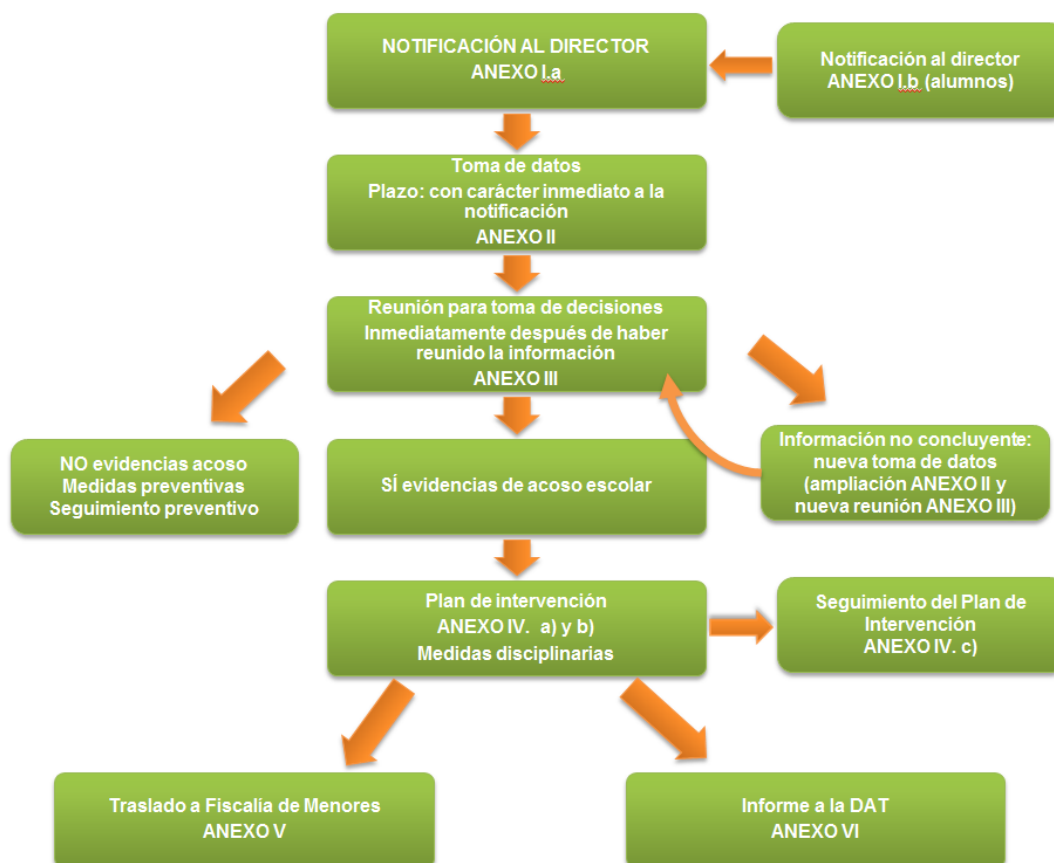 NOTIFICACIÓN AL DIRECTOR
ANEXO I.a
Notificación al director
ANEXO I.b (alumnos)
Toma de datos
Plazo: con carácter inmediato a la
notificación
ANEXO II
Reunión para toma de decisiones
Inmediatamente después de haber
reunido la información
ANEXO III
NO evidencias acoso
Medidas preventivas
Seguimiento preventivo
SÍ evidencias de acoso escolar
Información no concluyente:
nueva toma de datos
(ampliación ANEXO II y
nueva reunión ANEXO III)
Plan de intervención
ANEXO IV. a) y b)
Medidas disciplinarias
Seguimiento del Plan de
Intervención
ANEXO IV. c)
Traslado a Fiscalía de Menores
ANEXO V
Informe a la DAT
ANEXO VI